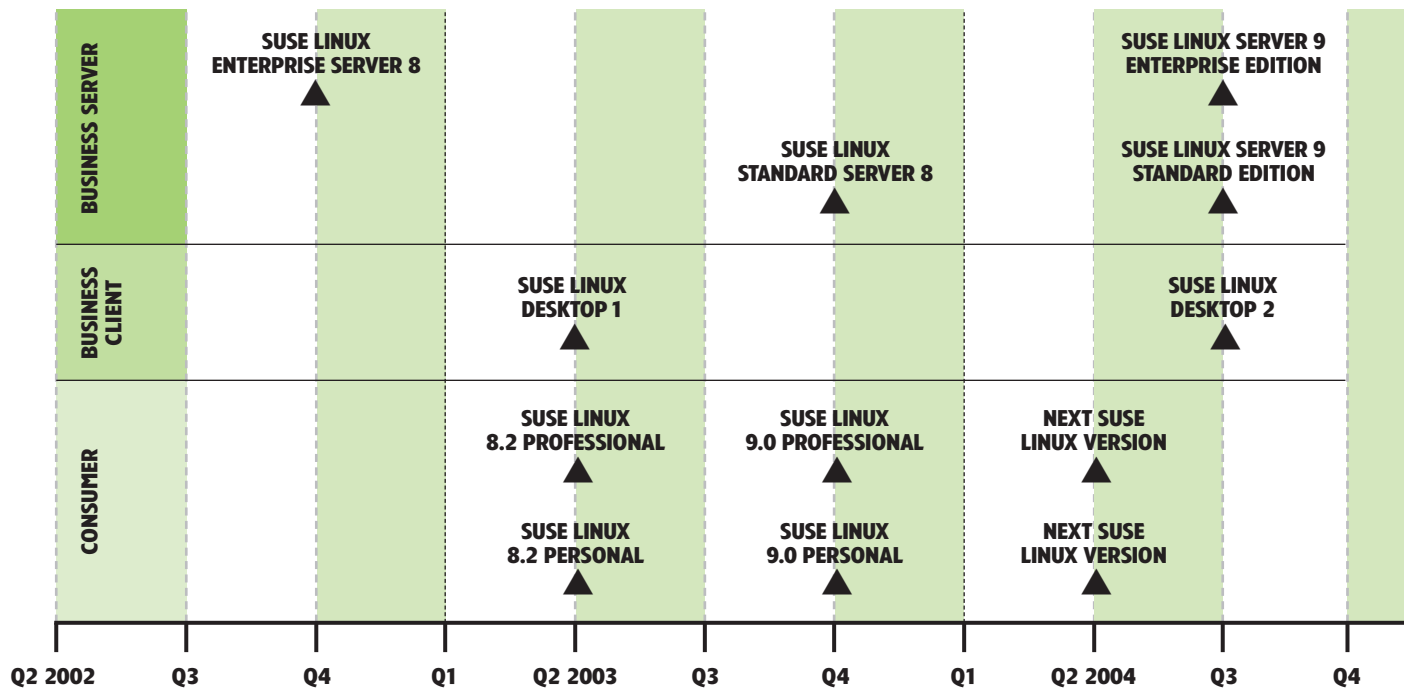 BUSINESS SERVER
SUSE LINUX
ENTERPRISE SERVER 8
SUSE LINUX SERVER 9
ENTERPRISE EDITION
SUSE LINUX
STANDARD SERVER 8
SUSE LINUX SERVER 9
STANDARD EDITION
BUSINESS
CLIENT
SUSE LINUX
DESKTOP 1
SUSE LINUX
DESKTOP 2
CONSUMER
SUSE LINUX
8.2 PROFESSIONAL
SUSE LINUX
9.0 PROFESSIONAL
NEXT SUSE
LINUX VERSION
SUSE LINUX
8.2 PERSONAL
SUSE LINUX
9.0 PERSONAL
NEXT SUSE
LINUX VERSION
Q2 2002 Q3 Q4 Q1 Q2 2003 Q3 Q4 Q1 Q2 2004 Q3 Q4